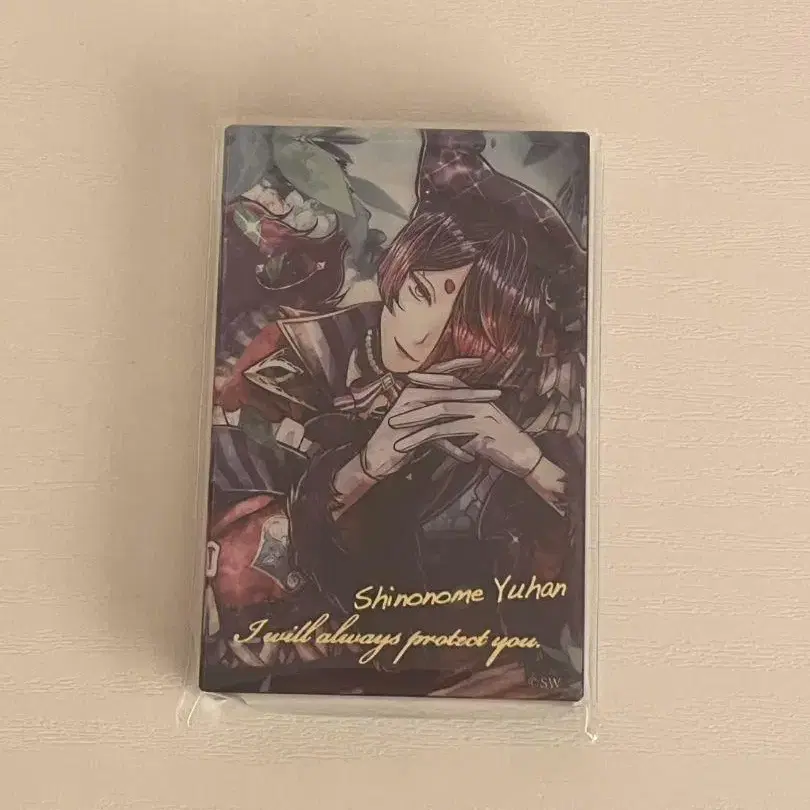 Shinonome Yuhan
I will always protect you.
©SW